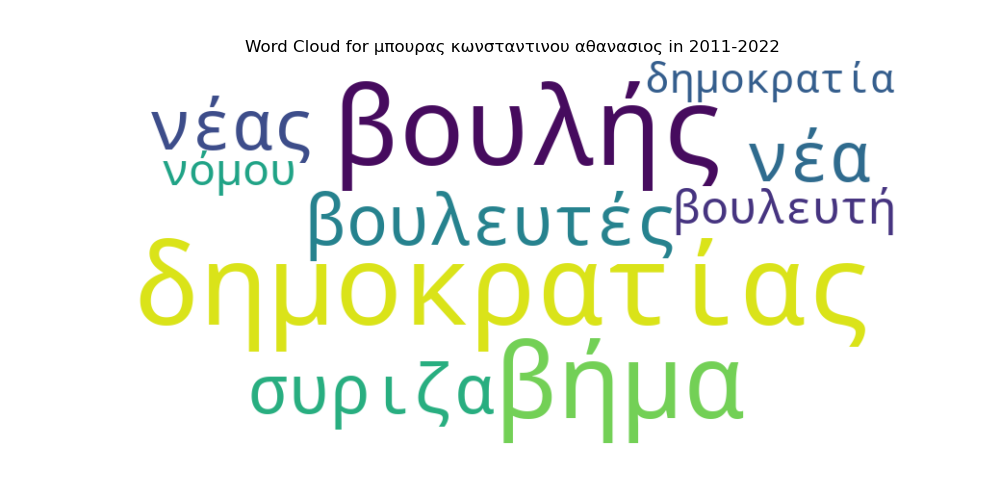 Word Cloud for μπουρας κωνσταντινου αθανασιος in 2011-2022
δημοκρατία
νέας
βουλής
νέα
νόμου
βουλευτές
βουλευτή
δημοκρατίας
συριζα
βήμα